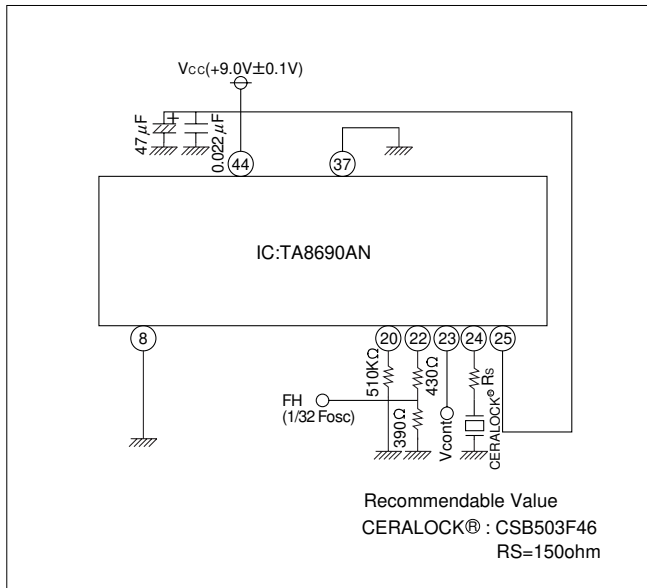 Vcc(+9.0V±0.1V)
47μF
+
0.022μF
44
37
IC:TA8690AN
8
20
22
23
24
25
510KΩ
430Ω
Rs
FH
(1/32 Fosc)
390Ω
Vcont
CERALOCK®
Recommendable Value
CERALOCK® : CSB503F46
RS=150ohm